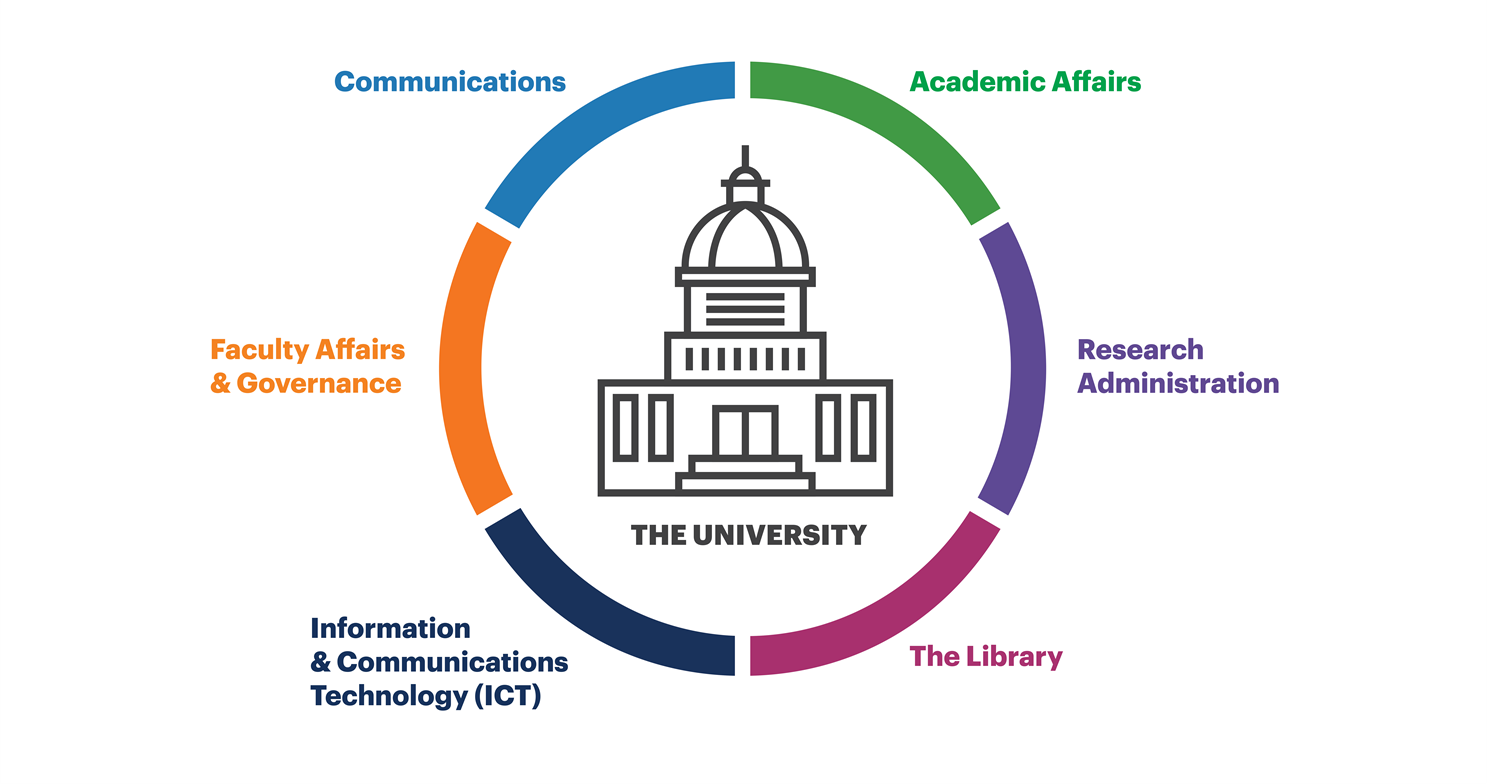 Communications
Academic Affairs
Faculty Affairs
& Governance
Research
Administration
THE UNIVERSITY
Information
& Communications
Technology (ICT)
The Library